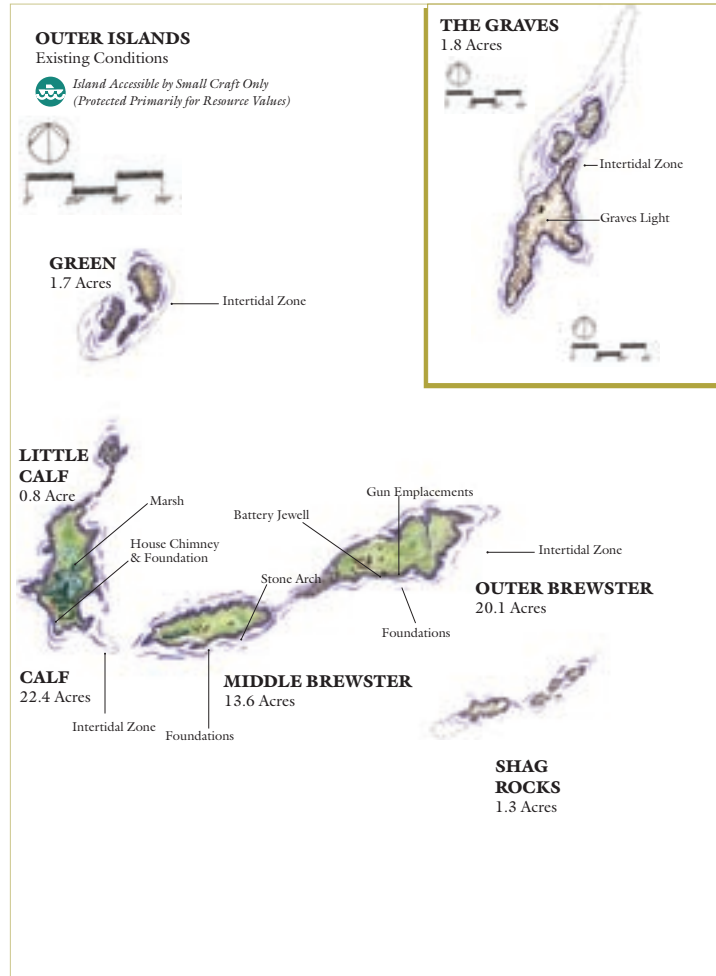 OUTER ISLANDS
Existing Conditions
Island Accessible by Small Craft Only
(Protected Primarily for Resource Values)
THE GRAVES
1.8 Acres
Intertidal Zone
Graves Light
GREEN
1.7 Acres
Intertidal Zone
LITTLE
CALF
0.8 Acre
Marsh
House Chimney
& Foundation
CALF
22.4 Acres
Intertidal Zone
Gun Emplacements
Battery Jewell
Stone Arch
Intertidal Zone
OUTER BREWSTER
20.1 Acres
Foundations
MIDDLE BREWSTER
13.6 Acres
Foundations
SHAG
ROCKS
1.3 Acres